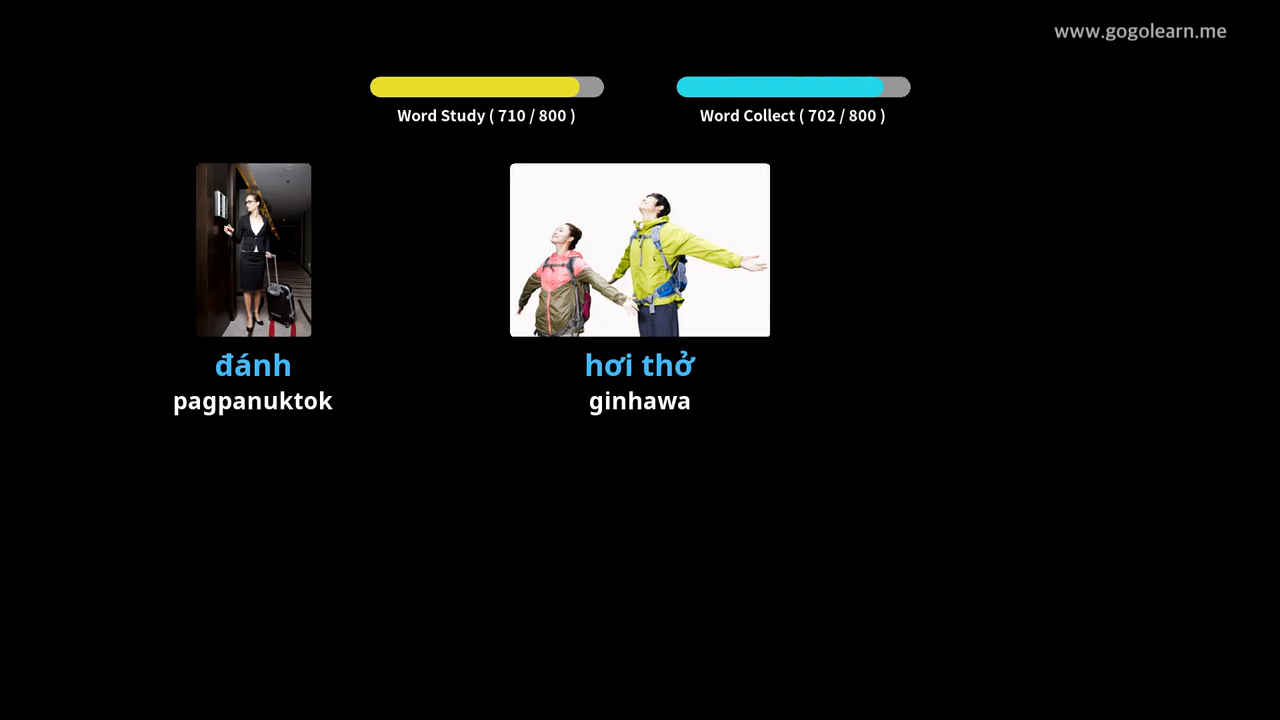 www.gogolearn.me
Word Study ( 710 / 800 )
Word Collect ( 702 / 800 )
đánh
pagpanuktok
hơi thở
ginhawa